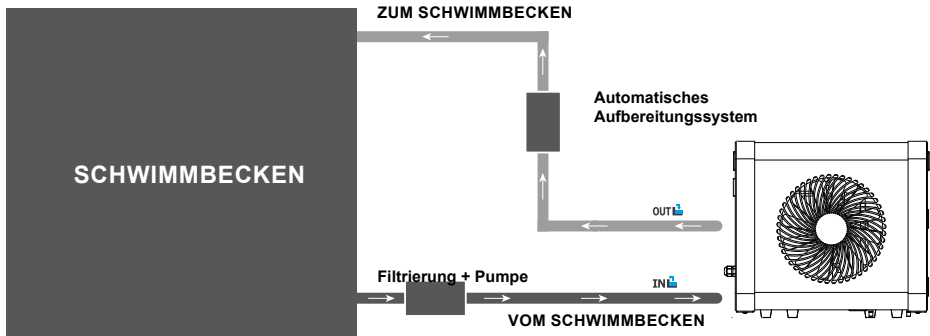 ZUM SCHWIMMBECKEN
Automatisches
Aufbereitungssystem
SCHWIMMBECKEN
OUT
Filtrierung + Pumpe
IN
VOM SCHWIMMBECKEN